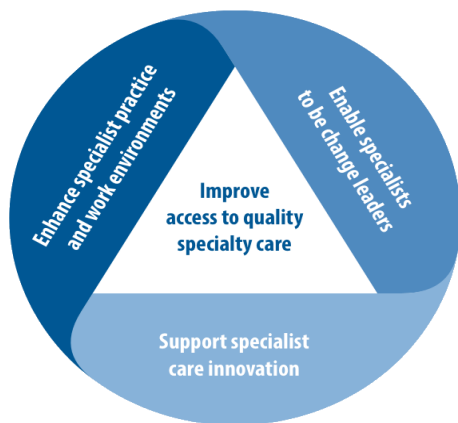 Enhance specialist practice
and work environments
Enable specialists
to be change leaders
Improve
access to quality
specialty care
Support specialist
care innovation